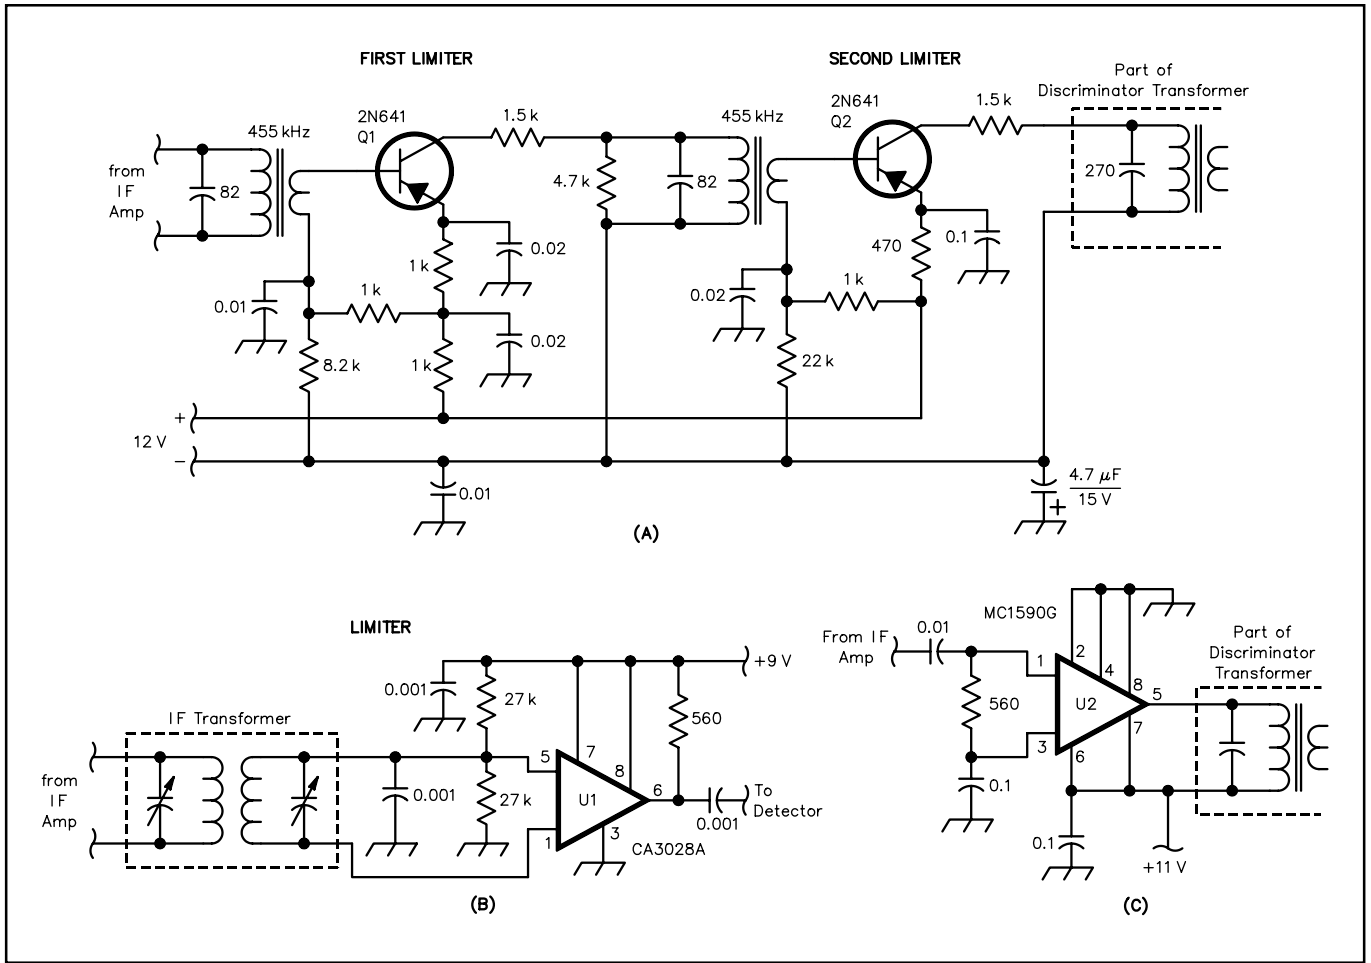 FIRST LIMITER
SECOND LIMITER
Part of
Discriminator Transformer
2N641
Q1
455 kHz
1.5 k
455 kHz
2N641
Q2
1.5 k
from
IF
Amp
82
4.7 k
82
270
0.02
1 k
470
0.1
0.01
1 k
0.02
1 k
0.02
8.2 k
1 k
22 k
+
12 V
–
0.01
4.7 µF
15 V
+
(A)
LIMITER
0.001
27 k
+9 V
560
IF Transformer
from
IF
Amp
0.001
27 k
5
7
8
U1
6
1
3
To
Detector
0.001
CA3028A
(B)
MC1590G
From IF
Amp
0.01
1
2
4
8
5
U2
7
3
6
560
0.1
0.1
+11 V
Part of
Discriminator
Transformer
(C)